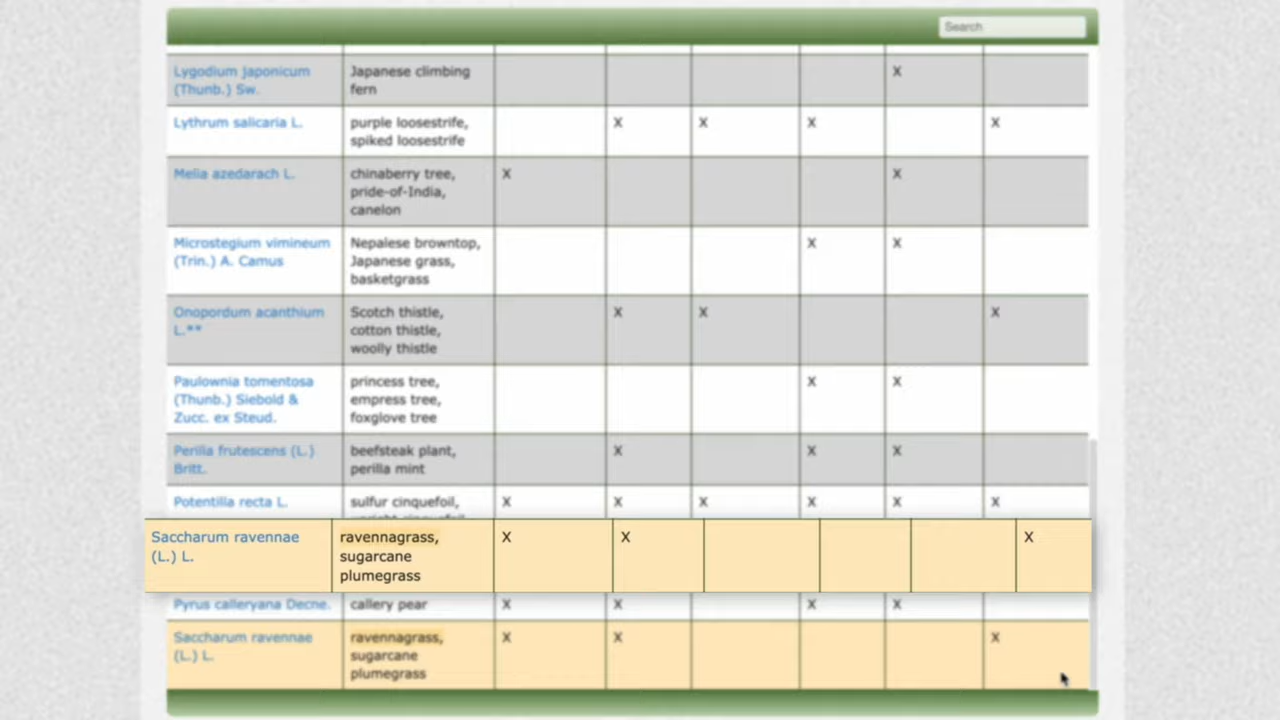 Search
Lygodium japonicum (Thunb.) Sw. Japanese climbing fern X
Lythrum salicaria L. purple loosestrife, spiked loosestrife X X X X
Melia azedarach L. chinaberry tree, pride-of-India, canelon X X
Microstegium vimineum (Trin.) A. Camus Nepalese browntop, Japanese grass, basketgrass X X
Onopordum acanthium L.** Scotch thistle, cotton thistle, woolly thistle X X X
Paulownia tomentosa (Thunb.) Siebold & Zucc. ex Steud. princess tree, empress tree, foxglove tree X X
Perilla frutescens (L.) Britt. beefsteak plant, perilla mint X X X
Potentilla recta L. sulfur cinquefoil, X X X X X X
Saccharum ravennae (L.) L. ravennagrass, sugarcane plumegrass X X X
Pyrus calleryana Decne. callery pear X X X X
Saccharum ravennae (L.) L. ravennagrass, sugarcane plumegrass X X X